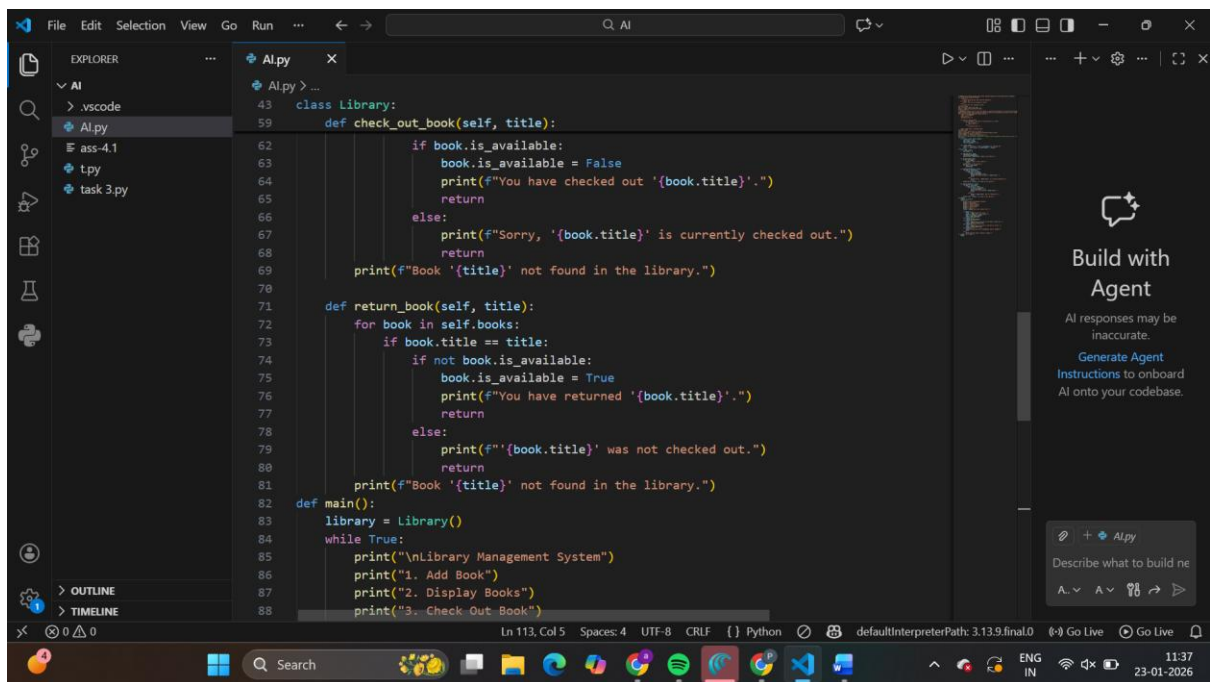 File Edit Selection View Go Run ... AI
EXPLORER ...
AI
.vscode
AI.py
ass-4.1
t.py
task 3.py
OUTLINE
TIMELINE
AI.py
AI.py > ...
43 class Library:
59 def check_out_book(self, title):
62 if book.is_available:
63 book.is_available = False
64 print(f"You have checked out '{book.title}'.")
65 return
66 else:
67 print(f"Sorry, '{book.title}' is currently checked out.")
68 return
69 print(f"Book '{title}' not found in the library.")
70
71 def return_book(self, title):
72 for book in self.books:
73 if book.title == title:
74 if not book.is_available:
75 book.is_available = True
76 print(f"You have returned '{book.title}'.")
77 return
78 else:
79 print(f"'{book.title}' was not checked out.")
80 return
81 print(f"Book '{title}' not found in the library.")
82 def main():
83 library = Library()
84 while True:
85 print("\nLibrary Management System")
86 print("1. Add Book")
87 print("2. Display Books")
88 print("3. Check Out Book")
Build with
Agent
AI responses may be
inaccurate.
Generate Agent
Instructions to onboard
AI onto your codebase.
AI.py
Describe what to build ne
A.. A
1
0 0 Ln 113, Col 5 Spaces: 4 UTF-8 CRLF {} Python defaultInterpreterPath: 3.13.9.final.0 Go Live Go Live
4
Search
ENG
IN
11:37
23-01-2026